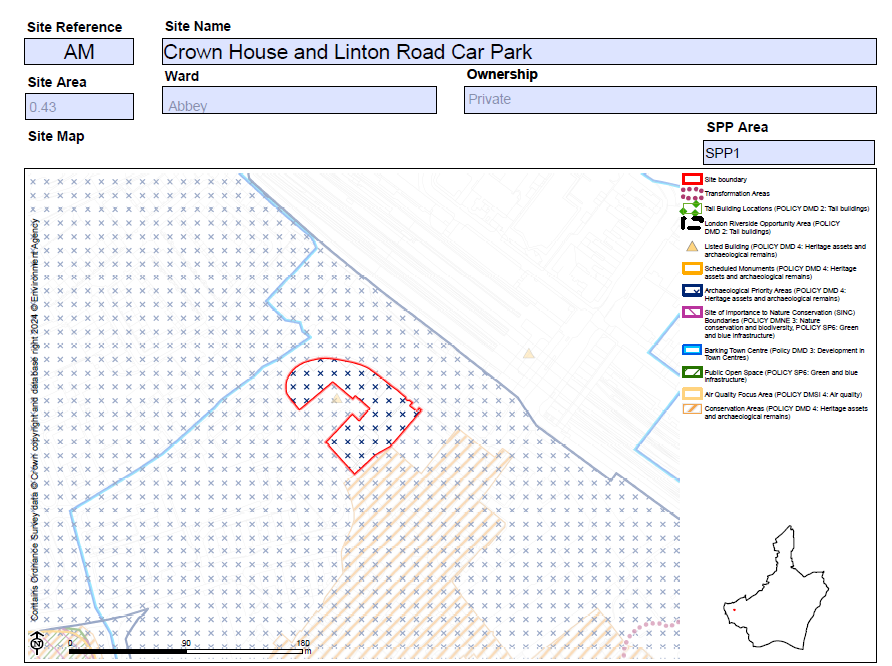 Site Reference
Site Name
AM
Crown House and Linton Road Car Park
Site Area
Ward
Ownership
0.43
Abbey
Private
Site Map
SPP Area
SPP1
Contains Ordnance Survey data © Crown copyright and database right 2024 © Environment Agency
Site boundary
Transformation Areas
Tall Building Locations (POLICY DMD 2: Tall buildings)
London Riverside Opportunity Area (POLICY
DMD 2: Tall buildings)
Listed Building (POLICY DMD 4: Heritage assets and
archaeological remains)
Scheduled Monuments (POLICY DMD 4: Heritage
assets and archaeological remains)
Archaeological Priority Areas (POLICY DMD 4:
Heritage assets and archaeological remains)
Site of Importance to Nature Conservation (SINC)
Boundaries (POLICY DMNE 3: Nature
conservation and biodiversity, POLICY SP6: Green
and blue infrastructure)
Barking Town Centre (Policy DMD 3: Development in
Town Centres)
Public Open Space (POLICY SP6: Green and blue
infrastructure)
Air Quality Focus Area (POLICY DMSI 4: Air quality)
Conservation Areas (POLICY DMD 4: Heritage assets
and archaeological remains)
N
0 90 180
m